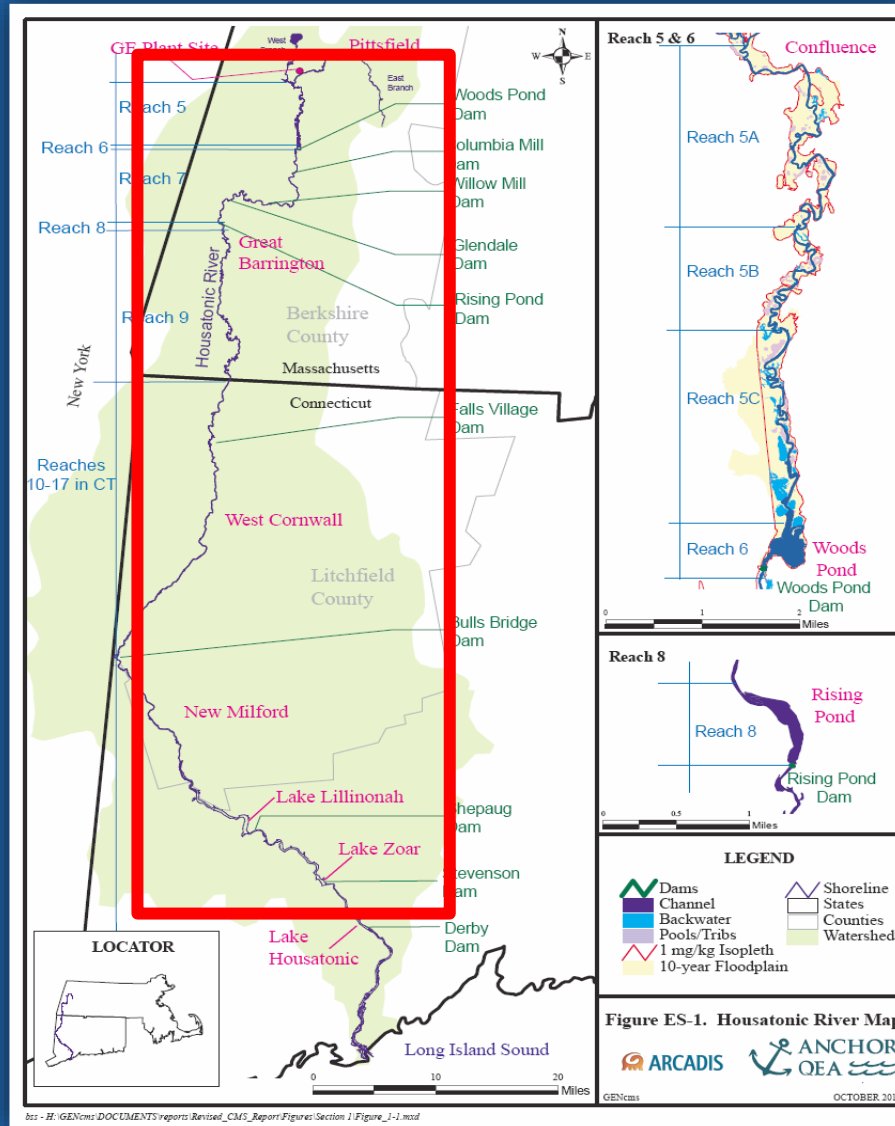 West
GE Plant Site
Pittsfield
N
W E
S
East
Branch
Reach 5
Woods Pond
Dam
Reach 6
Columbia Mill
Dam
Reach 7
Willow Mill
Dam
Reach 8
Great
Barrington
Glendale
Dam
Housatonic River
Rising Pond
Dam
Reach 9
Berkshire
County
New York
Massachusetts
Connecticut
Falls Village
Dam
Reaches
10-17 in CT
West Cornwall
Litchfield
County
Bulls Bridge
Dam
New Milford
Lake Lillinonah
Shepaug
Dam
Lake Zoar
Stevenson
Dam
Lake
Housatonic
Derby
Dam
LOCATOR
Long Island Sound
0 10 20
Miles
Reach 5 & 6
Confluence
Reach 5A
Reach 5B
Reach 5C
Reach 6
Woods
Pond
Woods Pond
Dam
0 1 2
Miles
Reach 8
Rising
Pond
Reach 8
Rising Pond
Dam
0 0.5 1
Miles
LEGEND
Dams
Channel
Backwater
Pools/Tribs
1 mg/kg Isopleth
10-year Floodplain
Shoreline
States
Counties
Watershed
Figure ES-1. Housatonic River Map
ARCADIS
ANCHOR
QEA
GENcms
OCTOBER 201
bss - H:\GENcms\DOCUMENTS\reports\Revised_CMS_Report\Figures\Section 1\Figure_1-1.mxd